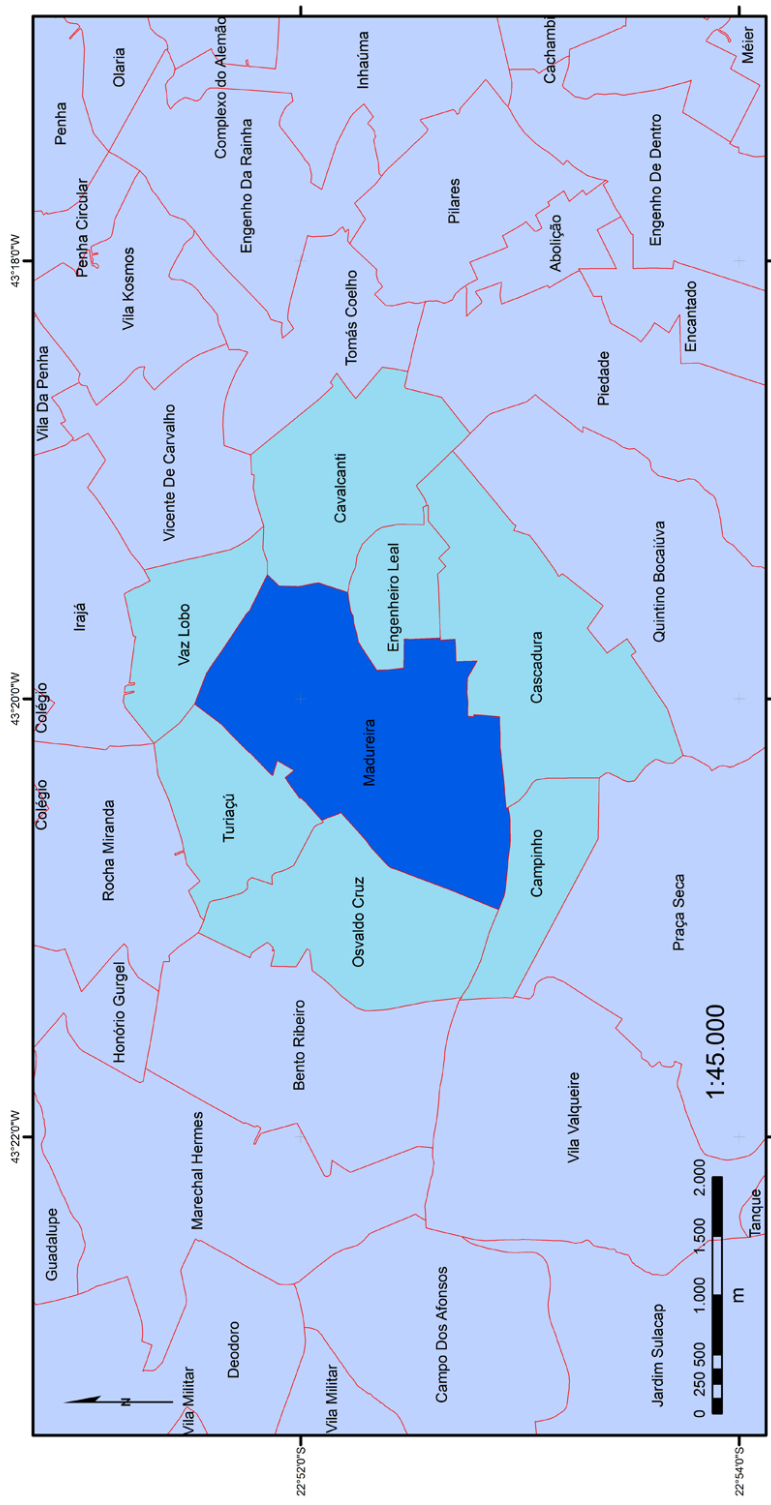 43°22'0"W
43°20'0"W
43°18'0"W
22°52'0"S
22°54'0"S
Guadalupe
Honório Gurgel
Rocha Miranda
Colégio
Colégio
Irajá
Vila Da Penha
Penha Circular
Penha
Olaria
Vila Kosmos
Vicente De Carvalho
Complexo do Alemão
Engenho Da Rainha
Inhaúma
Marechal Hermes
Deodoro
Vila Militar
Vila Militar
Bento Ribeiro
Turiaçú
Vaz Lobo
Osvaldo Cruz
Madureira
Cavalcanti
Engenheiro Leal
Tomás Coelho
Pilares
Cachambi
Méier
Abolição
Engenho De Dentro
Encantado
Piedade
Campo Dos Afonsos
Campinho
Cascadura
Quintino Bocaiúva
Vila Valqueire
Praça Seca
Jardim Sulacap
Tanque
N
1:45.000
0 250 500 1.000 1.500 2.000
m